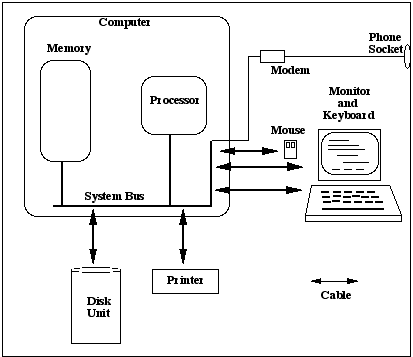 Computer
Phone
Socket
Memory
Modem
Processor
Monitor
and
Keyboard
Mouse
System Bus
Printer
Disk
Unit
Cable